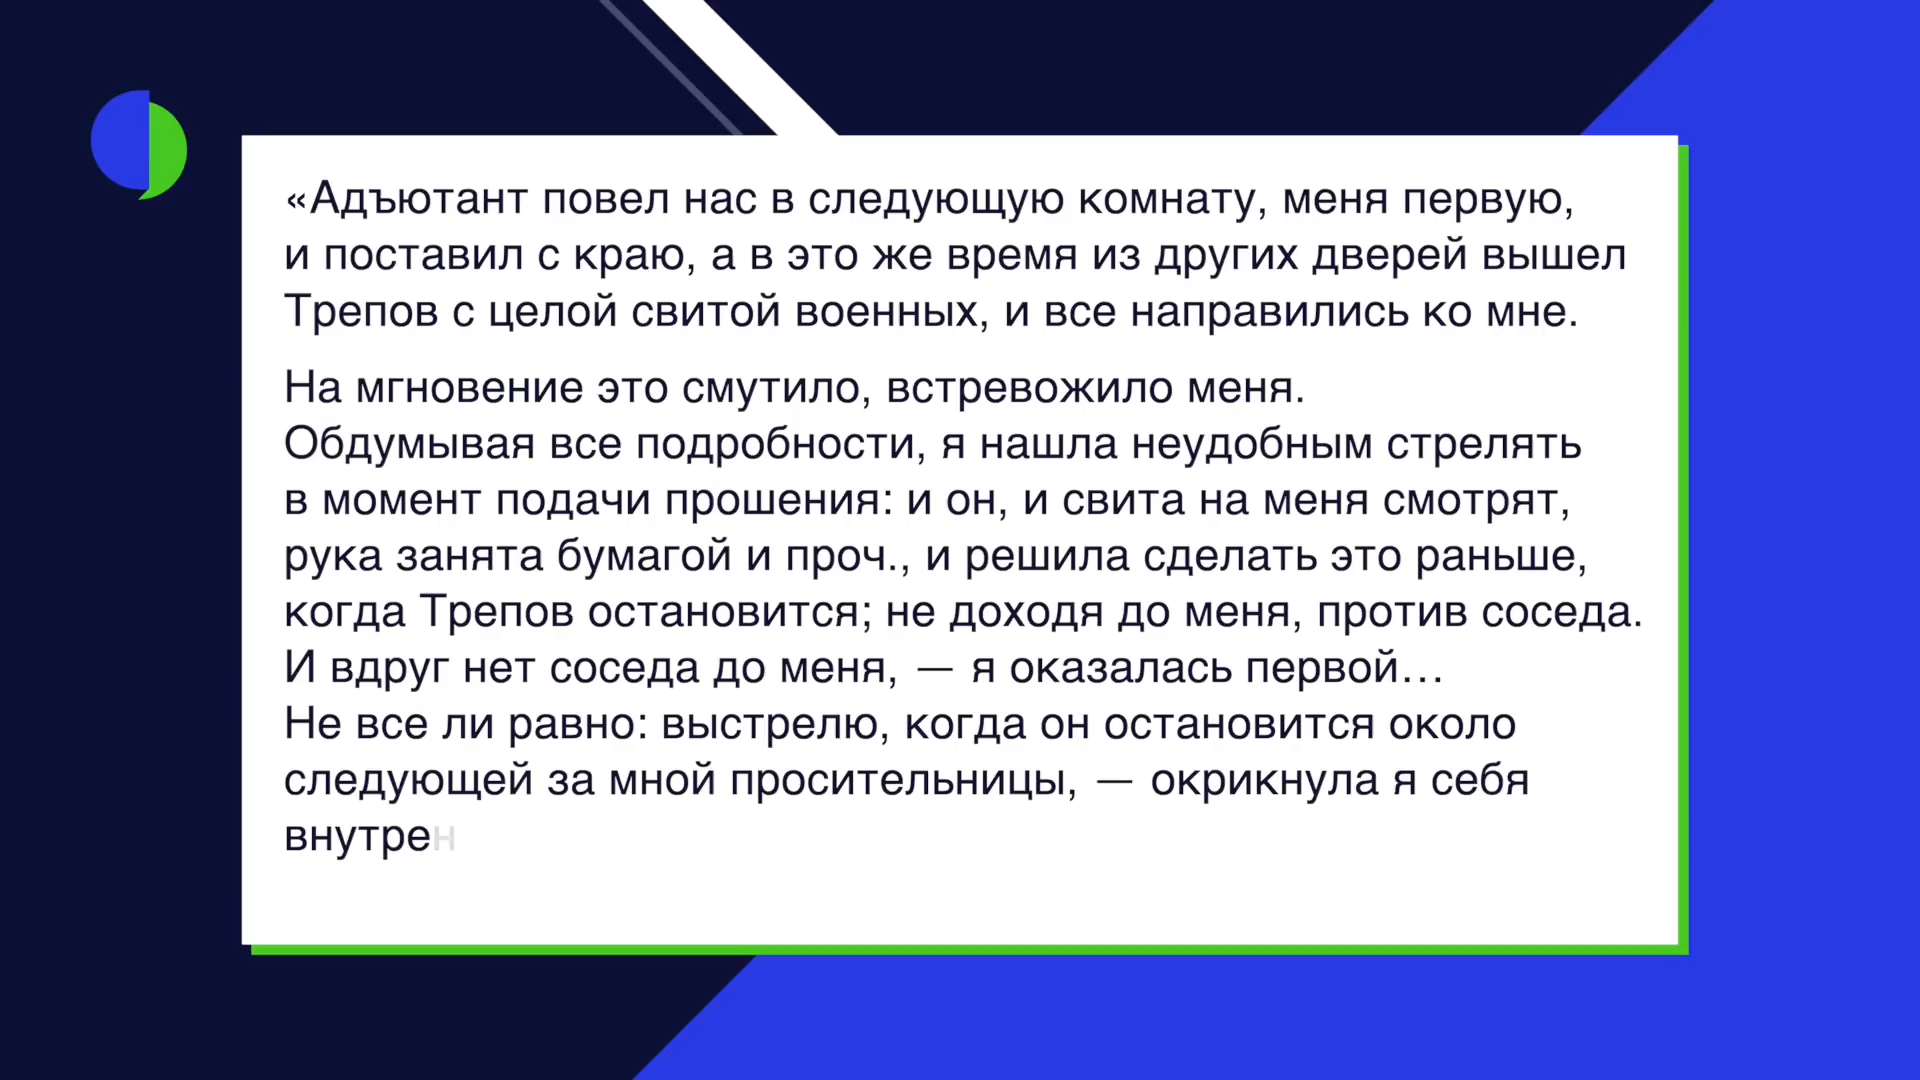 «Адъютант повел нас в следующую комнату, меня первую,
и поставил с краю, а в это же время из других дверей вышел
Трепов с целой свитой военных, и все направились ко мне.
На мгновение это смутило, встревожило меня.
Обдумывая все подробности, я нашла неудобным стрелять
в момент подачи прошения: и он, и свита на меня смотрят,
рука занята бумагой и проч., и решила сделать это раньше,
когда Трепов остановится; не доходя до меня, против соседа.
И вдруг нет соседа до меня, — я оказалась первой…
Не все ли равно: выстрелю, когда он остановится около
следующей за мной просительницы, — окрикнула я себя
внутрен